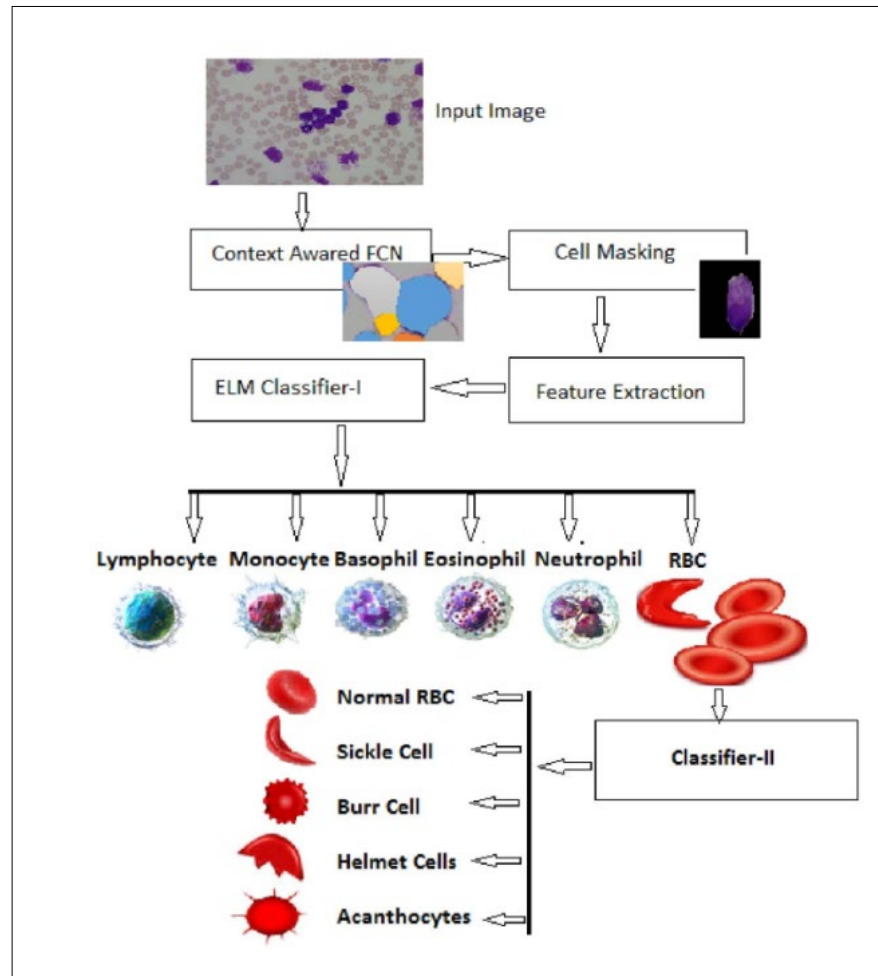 Input Image
Context Awared FCN
Cell Masking
ELM Classifier-I
Feature Extraction
Lymphocyte Monocyte Basophil Eosinophil Neutrophil RBC
Normal RBC
Sickle Cell
Classifier-II
Burr Cell
Helmet Cells
Acanthocytes